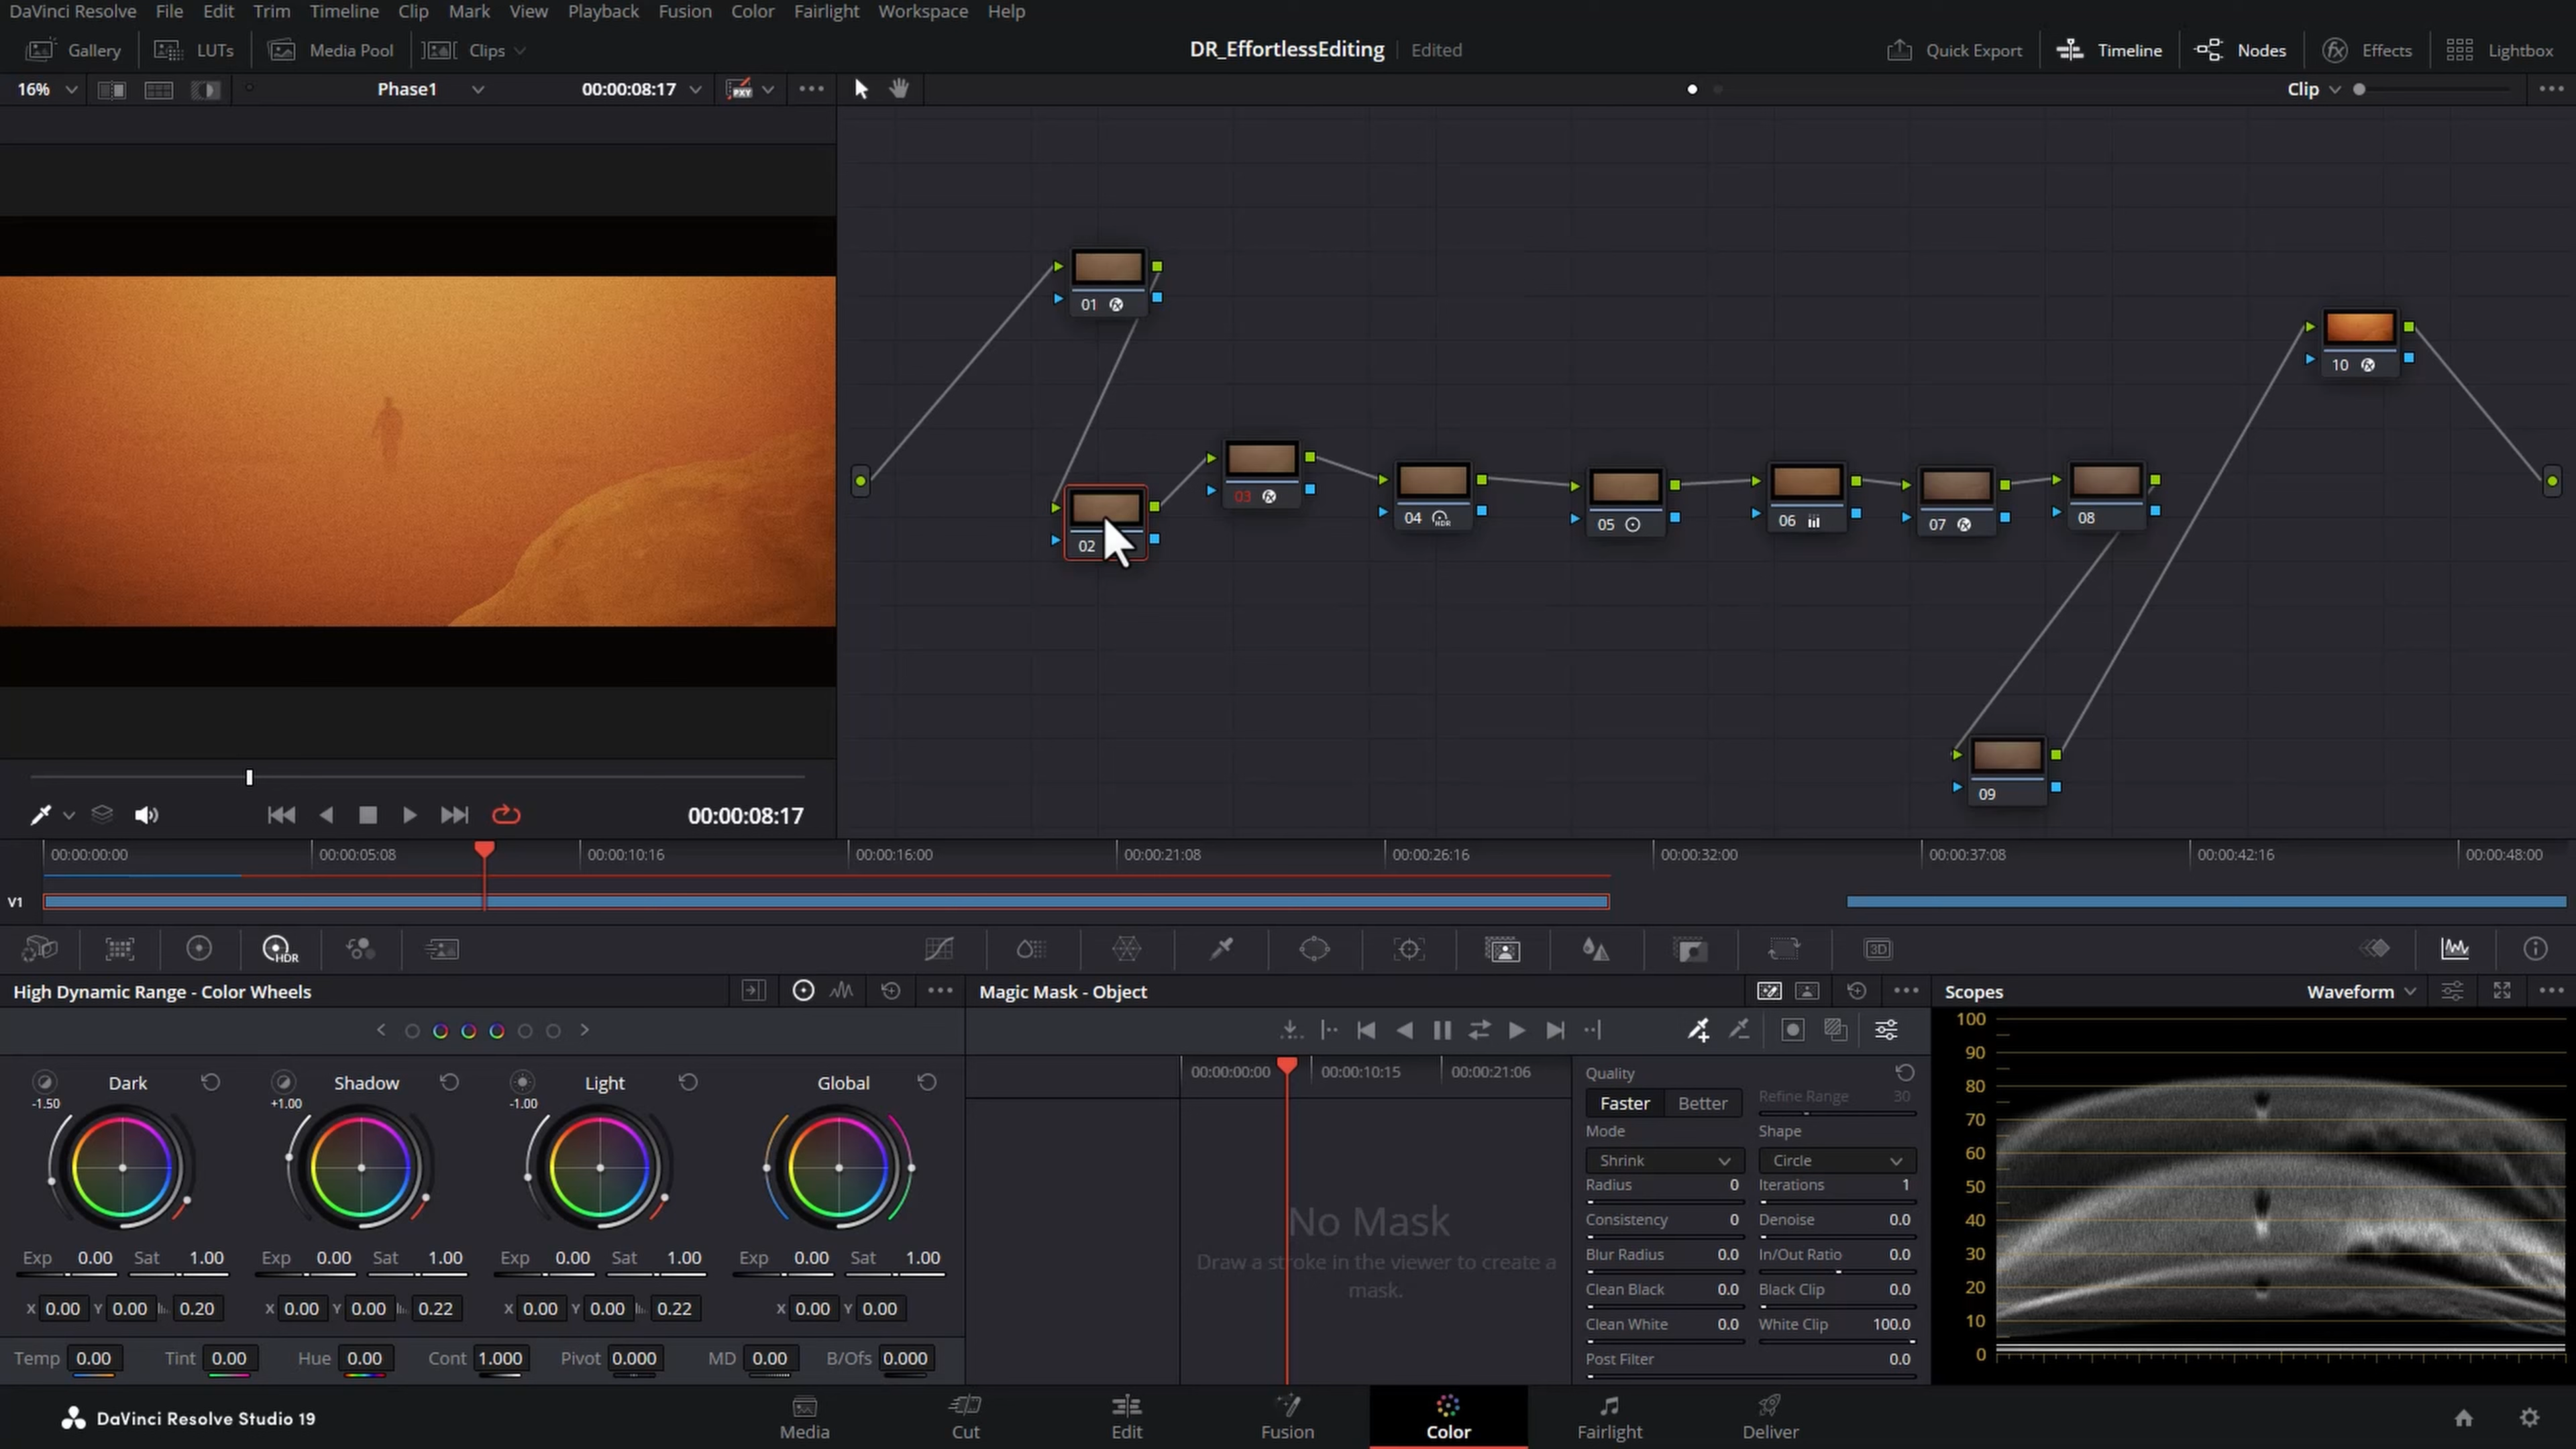 DaVinci Resolve File Edit Trim Timeline Clip Mark View Playback Fusion Color Fairlight Workspace Help
Gallery LUTs Media Pool Clips DR_EffortlessEditing Edited Quick Export Timeline Nodes Effects Lightbox
16% Phase1 00:00:08:17 PXY Clip
01
10
03 04 HDR 05 06 07 08
02
09
00:00:08:17
00:00:00:00 00:00:05:08 00:00:10:16 00:00:16:00 00:00:21:08 00:00:26:16 00:00:32:00 00:00:37:08 00:00:42:16 00:00:48:00
V1
HDR 3D
High Dynamic Range - Color Wheels
Dark Shadow Light Global
-1.50 +1.00 -1.00
Exp 0.00 Sat 1.00 Exp 0.00 Sat 1.00 Exp 0.00 Sat 1.00 Exp 0.00 Sat 1.00
X 0.00 Y 0.00 0.20 X 0.00 Y 0.00 0.22 X 0.00 Y 0.00 0.22 X 0.00 Y 0.00
Temp 0.00 Tint 0.00 Hue 0.00 Cont 1.000 Pivot 0.000 MD 0.00 B/Ofs 0.000
Magic Mask - Object
00:00:00:00 00:00:10:15 00:00:21:06
No Mask
Draw a stroke in the viewer to create a
mask.
Quality
Faster Better Refine Range 30
Mode Shape
Shrink Circle
Radius 0 Iterations 1
Consistency 0 Denoise 0.0
Blur Radius 0.0 In/Out Ratio 0.0
Clean Black 0.0 Black Clip 0.0
Clean White 0.0 White Clip 100.0
Post Filter 0.0
Scopes Waveform
100
90
80
70
60
50
40
30
20
10
0
DaVinci Resolve Studio 19 Media Cut Edit Fusion Color Fairlight Deliver